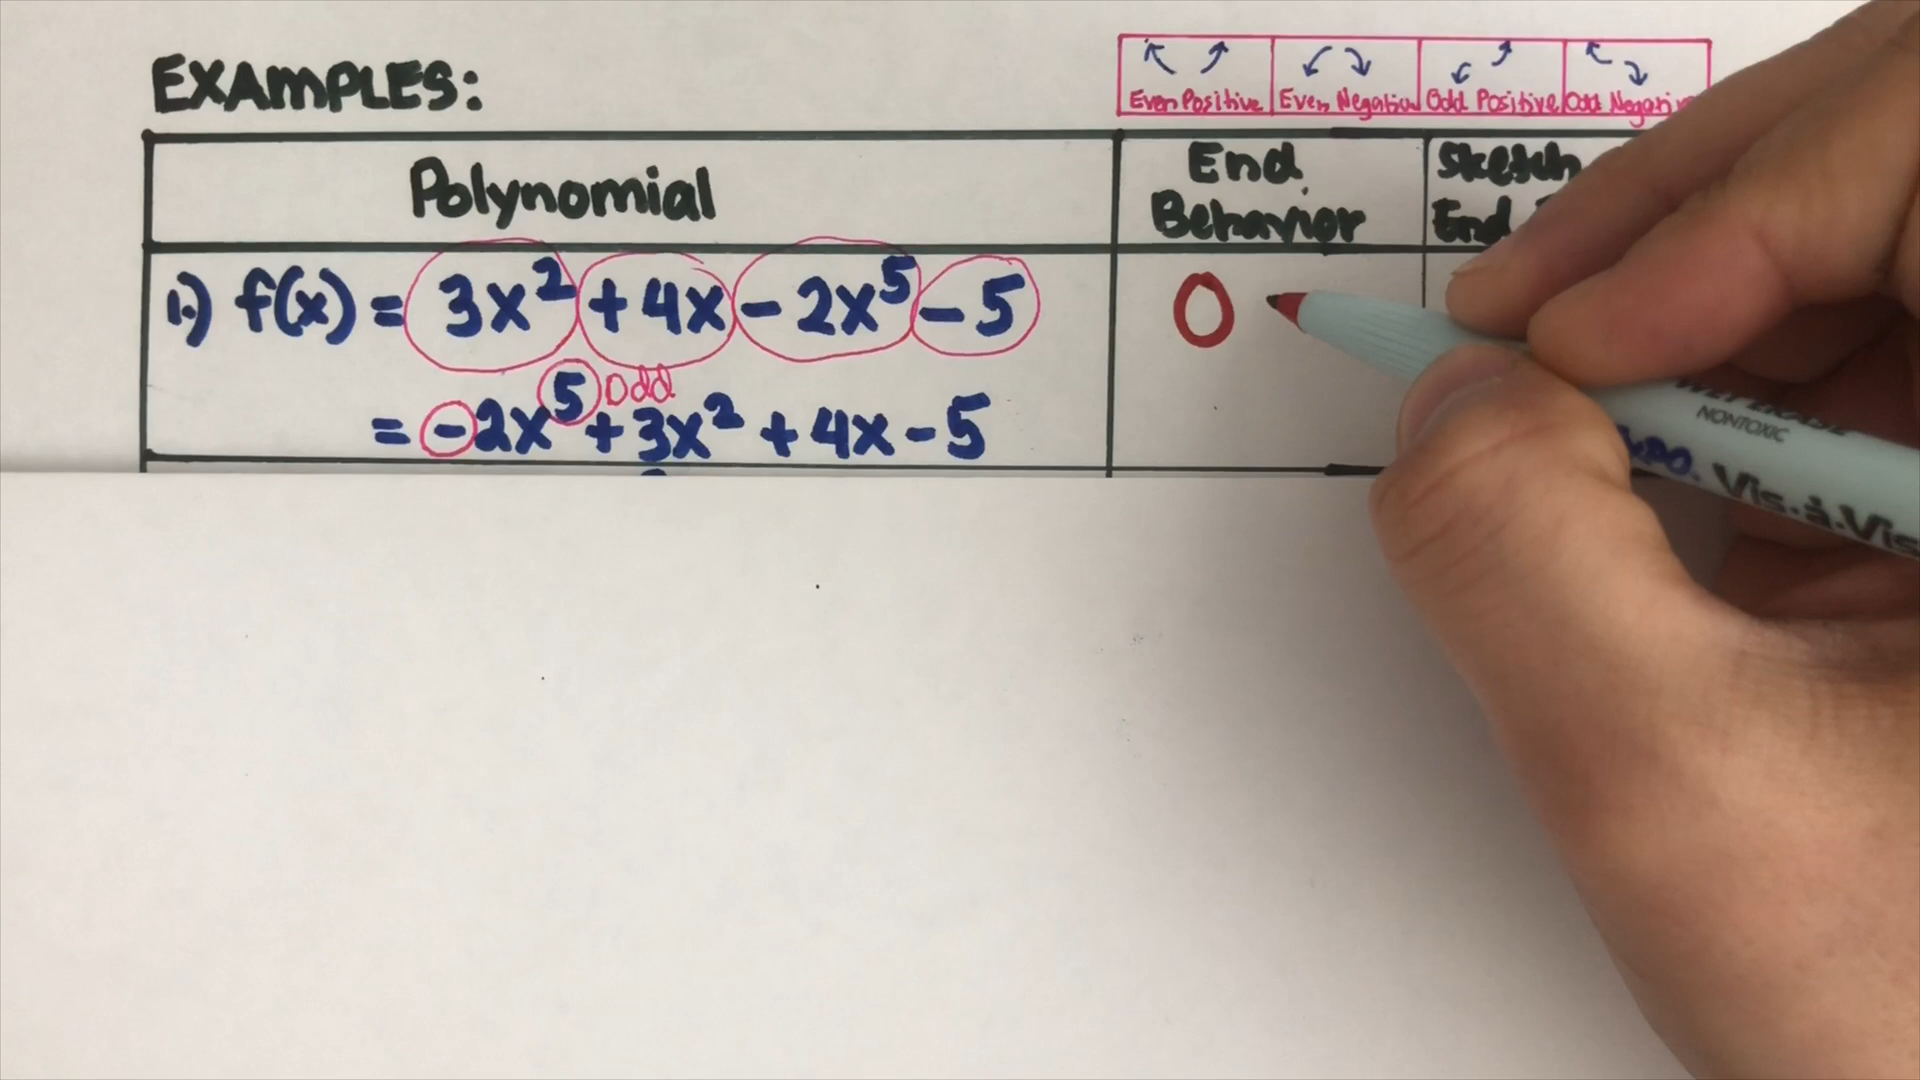 EXAMPLES:
Even Positive Even Negative Odd Positive Odd Negative
Polynomial
End Behavior
Sketch End
1.) f(x) = 3x² + 4x - 2x⁵ - 5
O
Odd
= -2x⁵ + 3x² + 4x - 5
NONTOXIC
Vis.à.Vis